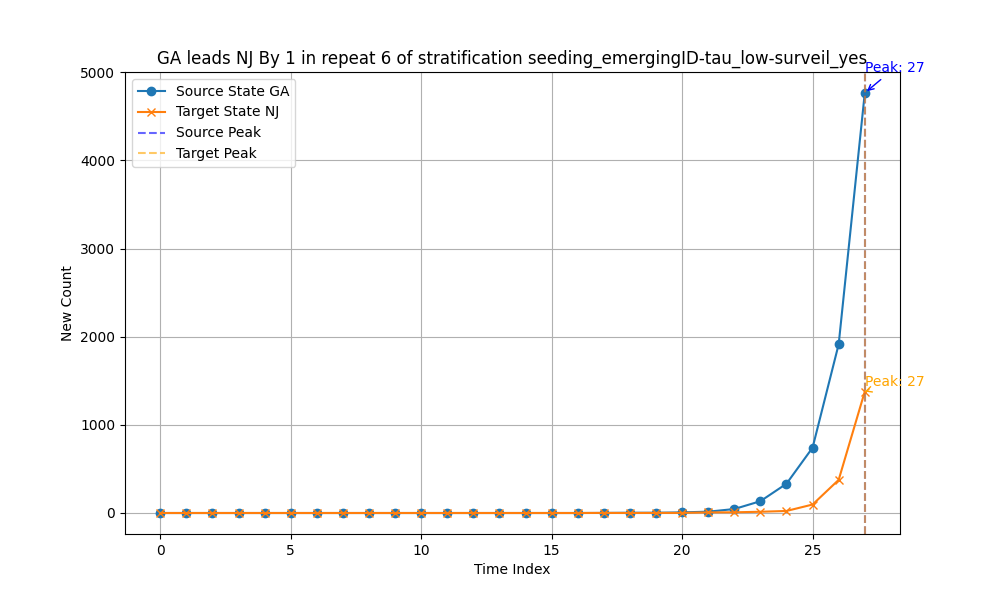 GA leads NJ By 1 in repeat 6 of stratification seeding_emergingID-tau_low-surveil_yes
Peak: 27
5000
4000
3000
2000
1000
0
New Count
Source State GA
Target State NJ
Source Peak
Target Peak
Peak: 27
0
5
10
15
20
25
Time Index